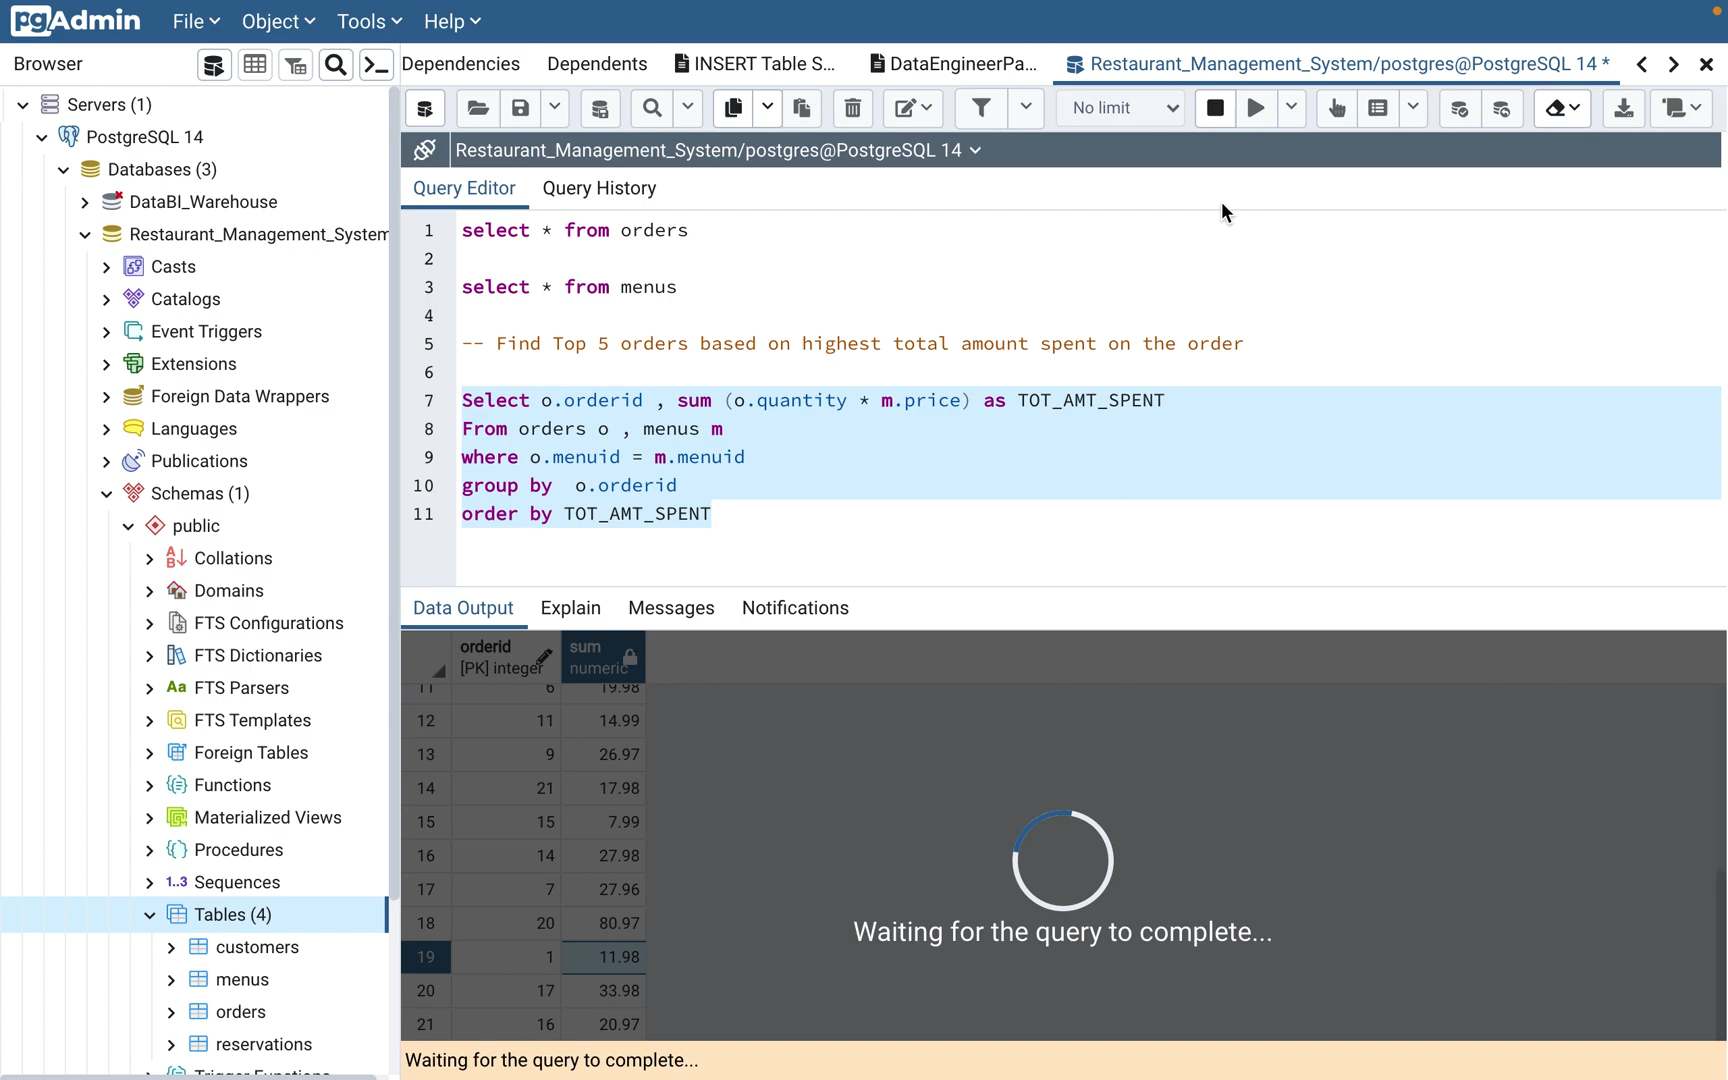 pgAdmin File Object Tools Help
Browser
Dependencies Dependents INSERT Table S... DataEngineerPa... Restaurant_Management_System/postgres@PostgreSQL 14 *
No limit
Restaurant_Management_System/postgres@PostgreSQL 14
Query Editor Query History
Servers (1)
PostgreSQL 14
Databases (3)
DataBI_Warehouse
Restaurant_Management_System
Casts
Catalogs
Event Triggers
Extensions
Foreign Data Wrappers
Languages
Publications
Schemas (1)
public
Collations
Domains
FTS Configurations
FTS Dictionaries
Aa FTS Parsers
FTS Templates
Foreign Tables
Functions
Materialized Views
Procedures
1..3 Sequences
Tables (4)
customers
menus
orders
reservations
1 select * from orders
2
3 select * from menus
4
5 -- Find Top 5 orders based on highest total amount spent on the order
6
7 Select o.orderid , sum (o.quantity * m.price) as TOT_AMT_SPENT
8 From orders o , menus m
9 where o.menuid = m.menuid
10 group by  o.orderid
11 order by TOT_AMT_SPENT
Data Output Explain Messages Notifications
orderid sum
[PK] integer numeric
11 6 19.98
12 11 14.99
13 9 26.97
14 21 17.98
15 15 7.99
16 14 27.98
17 7 27.96
18 20 80.97
19 1 11.98
20 17 33.98
21 16 20.97
Waiting for the query to complete...
Waiting for the query to complete...